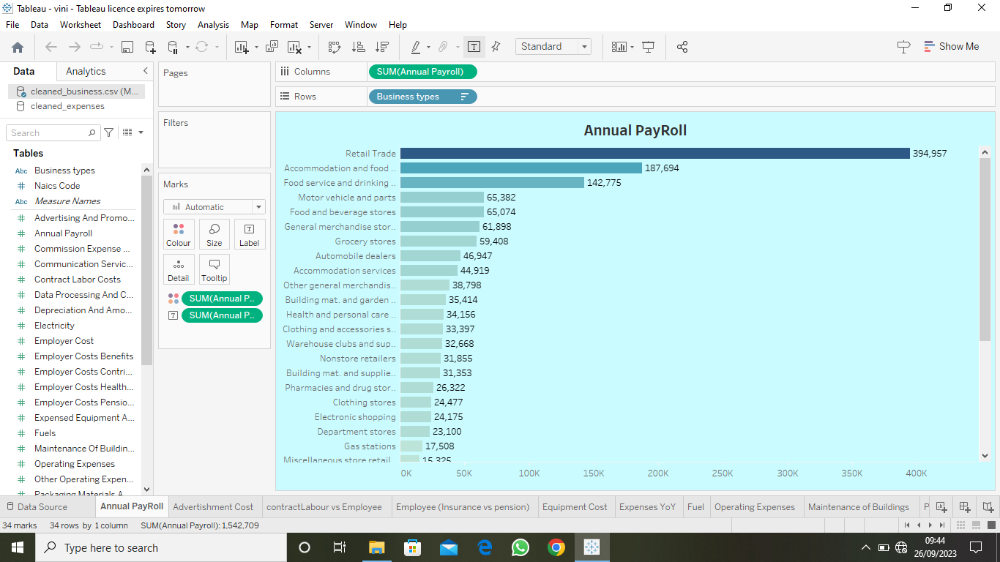 Tableau - vini - Tableau licence expires tomorrow
File Data Worksheet Dashboard Story Analysis Map Format Server Window Help
Standard
Show Me
Data Analytics
cleaned_business.csv (M...
cleaned_expenses
Search
Tables
Abc Business types
# Naics Code
Abc Measure Names
# Advertising And Promo...
# Annual Payroll
# Commission Expense ...
# Communication Servic...
# Contract Labor Costs
# Data Processing And C...
# Depreciation And Amo...
# Electricity
# Employer Cost
# Employer Costs Benefits
# Employer Costs Contri...
# Employer Costs Health...
# Employer Costs Pensio...
# Expensed Equipment A...
# Fuels
# Maintenance Of Buildin...
# Operating Expenses
# Other Operating Expen...
# Packaging Materials A...
Pages
Filters
Marks
Automatic
Colour Size Label
Detail Tooltip
SUM(Annual P..
SUM(Annual P..
Columns SUM(Annual Payroll)
Rows Business types
Annual PayRoll
Retail Trade 394,957
Accommodation and food .. 187,694
Food service and drinking .. 142,775
Motor vehicle and parts 65,382
Food and beverage stores 65,074
General merchandise stor.. 61,898
Grocery stores 59,408
Automobile dealers 46,947
Accommodation services 44,919
Other general merchandis.. 38,798
Building mat. and garden .. 35,414
Health and personal care .. 34,156
Clothing and accessories s.. 33,397
Warehouse clubs and sup.. 32,668
Nonstore retailers 31,855
Building mat. and supplie.. 31,353
Pharmacies and drug stor.. 26,322
Clothing stores 24,477
Electronic shopping 24,175
Department stores 23,100
Gas stations 17,508
Miscellaneous store retail.. 15,325
0K 50K 100K 150K 200K 250K 300K 350K 400K
Data Source Annual PayRoll Advertishment Cost contractLabour vs Employee Employee (Insurance vs pension) Equipment Cost Expenses YoY Fuel Operating Expenses Maintenance of Buildings P
34 marks 34 rows by 1 column SUM(Annual Payroll): 1,542,709
Type here to search
09:44
26/09/2023